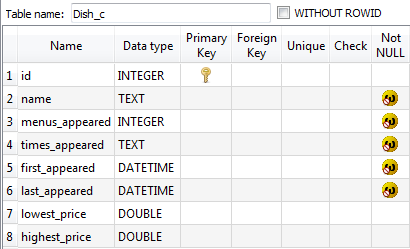 Table name: Dish_c WITHOUT ROWID
Name Data type Primary Key Foreign Key Unique Check Not NULL
1 id INTEGER
2 name TEXT
3 menus_appeared INTEGER
4 times_appeared TEXT
5 first_appeared DATETIME
6 last_appeared DATETIME
7 lowest_price DOUBLE
8 highest_price DOUBLE